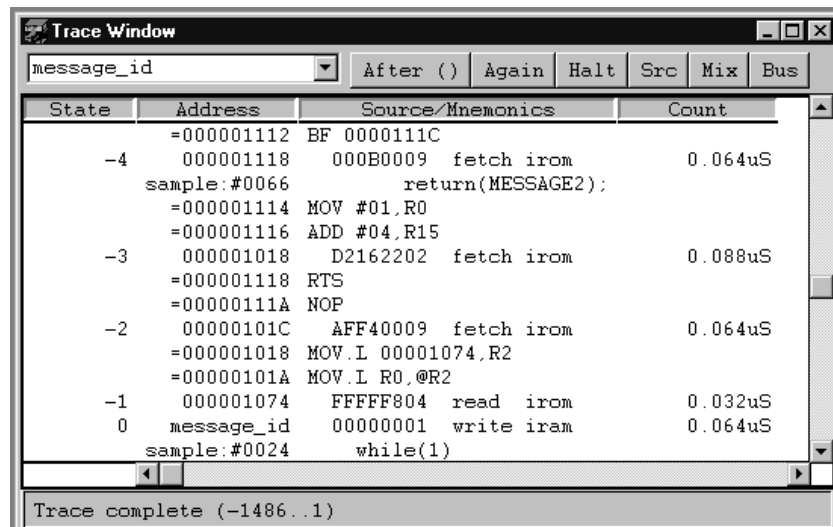 Trace Window
message_id After () Again Halt Src Mix Bus
State Address Source/Mnemonics Count
=000001112 BF 0000111C
-4 000001118 000B0009 fetch irom 0.064uS
sample:#0066 return(MESSAGE2);
=000001114 MOV #01,R0
=000001116 ADD #04,R15
-3 000001018 D2162202 fetch irom 0.088uS
=000001118 RTS
=00000111A NOP
-2 00000101C AFF40009 fetch irom 0.064uS
=000001018 MOV.L 00001074,R2
=00000101A MOV.L R0,@R2
-1 000001074 FFFFF804 read irom 0.032uS
0 message_id 00000001 write iram 0.064uS
sample:#0024 while(1)
Trace complete (-1486..1)